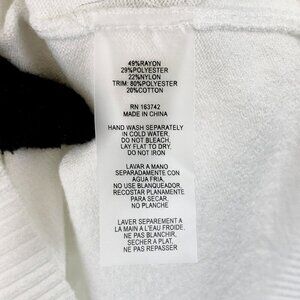 49%RAYON
29%POLYESTER
22%NYLON
TRIM: 80%POLYESTER
20%COTTON
RN 163742
MADE IN CHINA
HAND WASH SEPARATELY
IN COLD WATER,
DO NOT BLEACH,
LAY FLAT TO DRY,
DO NOT IRON
LAVAR A MANO
SEPARADAMENTE CON
AGUA FRIA,
NO USE BLANQUEADOR,
RECOSTAR PLANAMENTE
PARA SECAR,
NO PLANCHE
LAVER SEPAREMENT A
LA MAIN A L'EAU FROIDE,
NE PAS BLANCHIR,
SECHER A PLAT,
NE PAS REPASSER